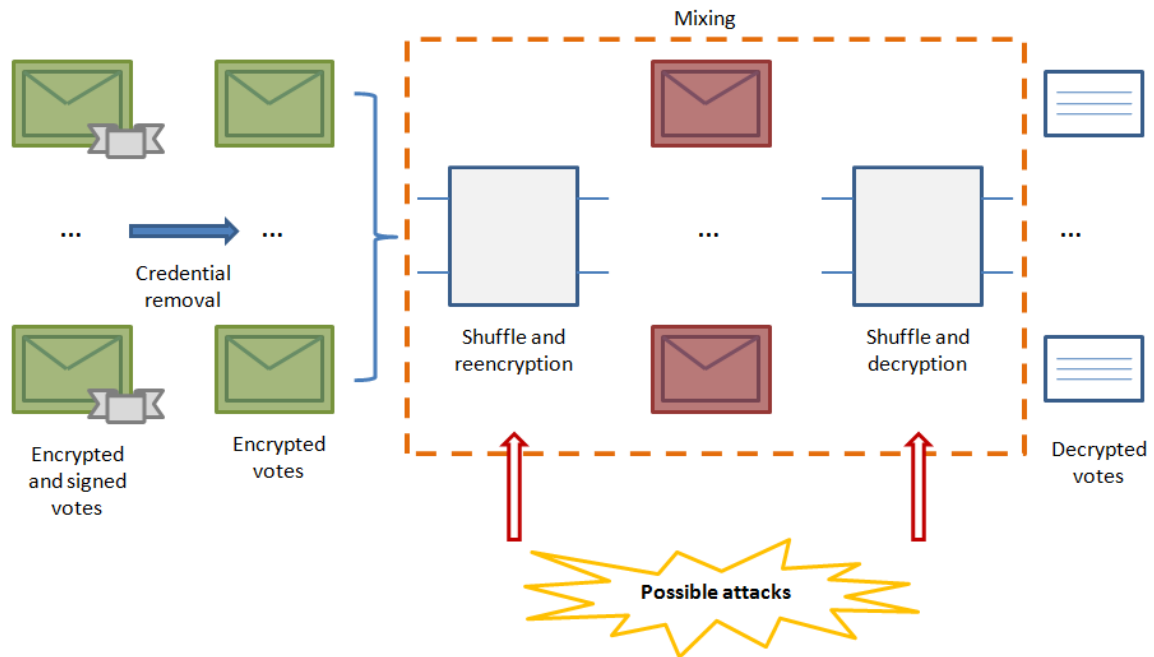 Mixing
...
...
...
...
Credential
removal
Shuffle and
reencryption
Shuffle and
decryption
Encrypted
and signed
votes
Encrypted
votes
Decrypted
votes
Possible attacks